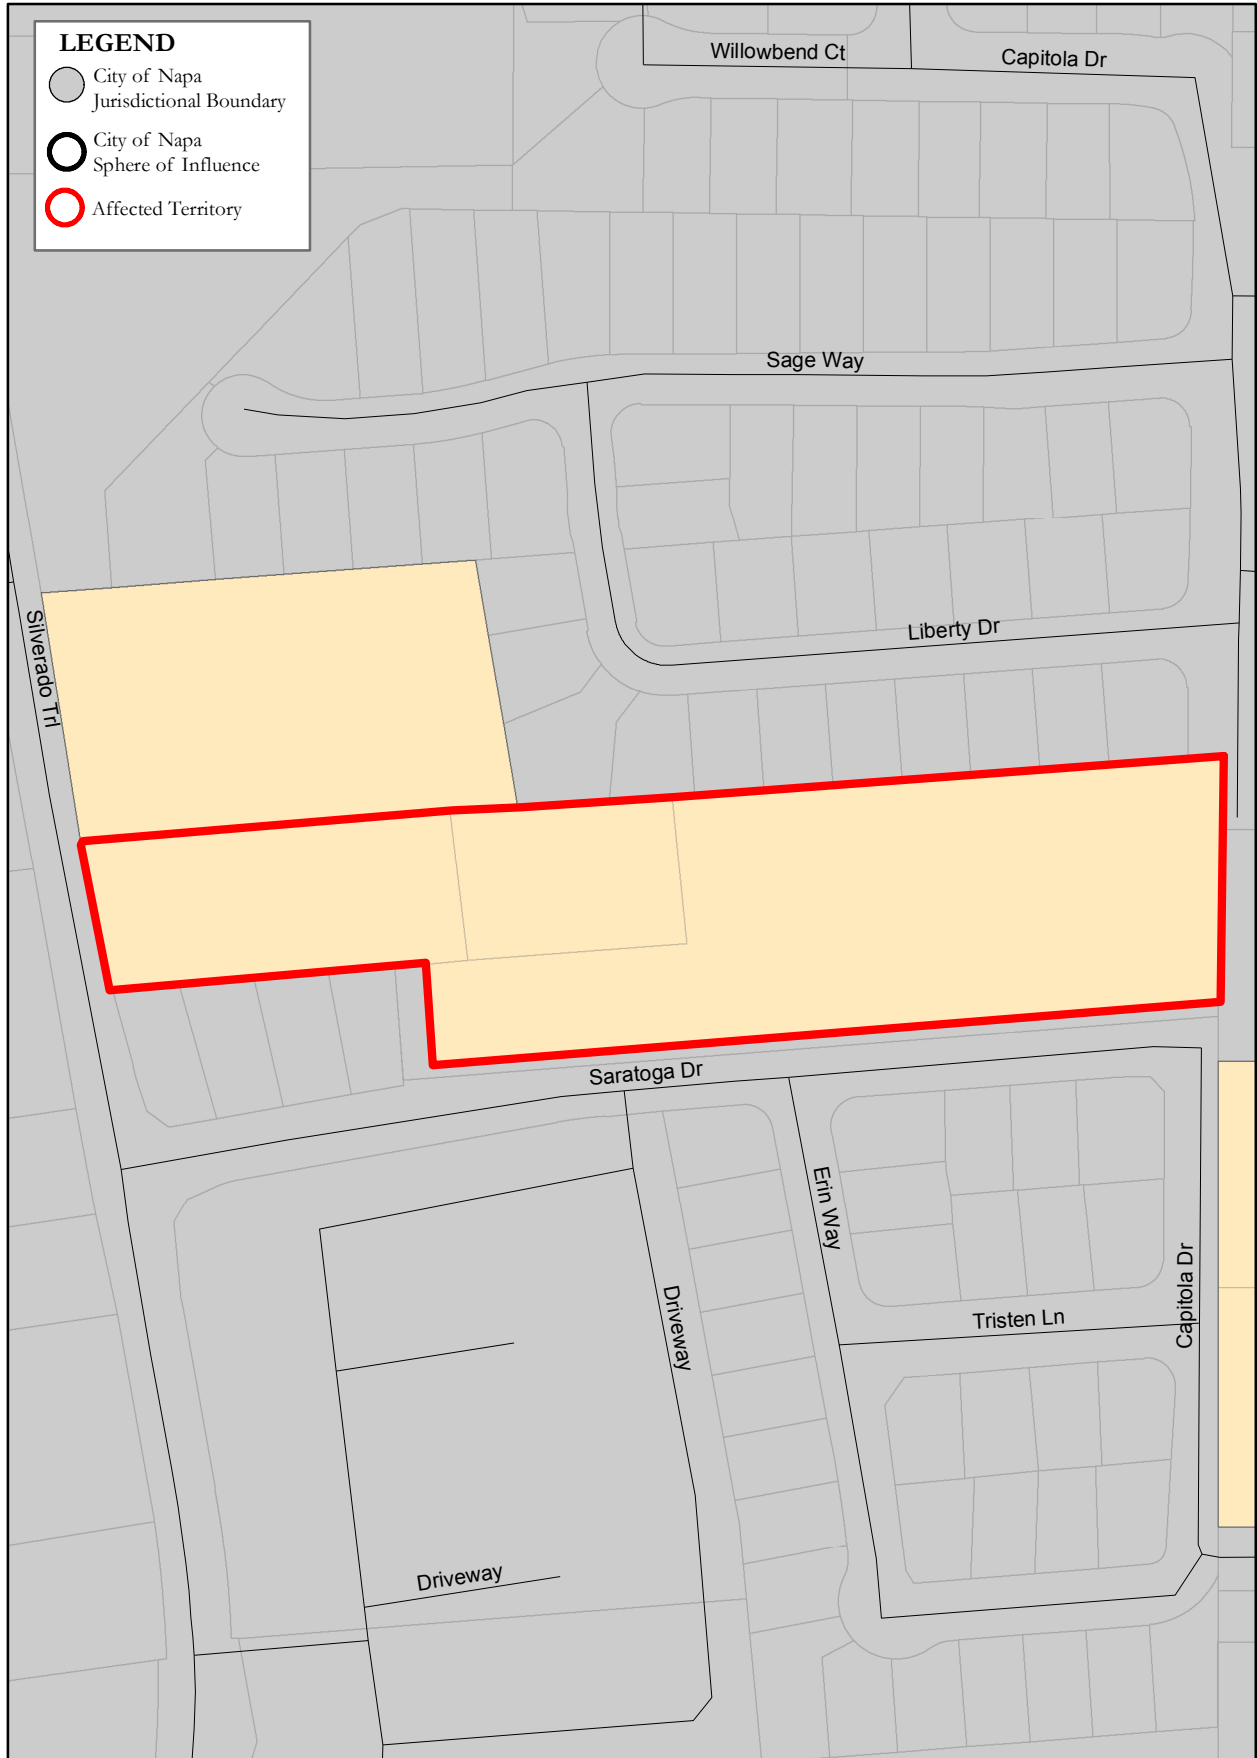 LEGEND
City of Napa
Jurisdictional Boundary
City of Napa
Sphere of Influence
Affected Territory
Willowbend Ct
Capitola Dr
Sage Way
Silverado Trl
Liberty Dr
Saratoga Dr
Erin Way
Driveway
Tristen Ln
Capitola Dr
Driveway